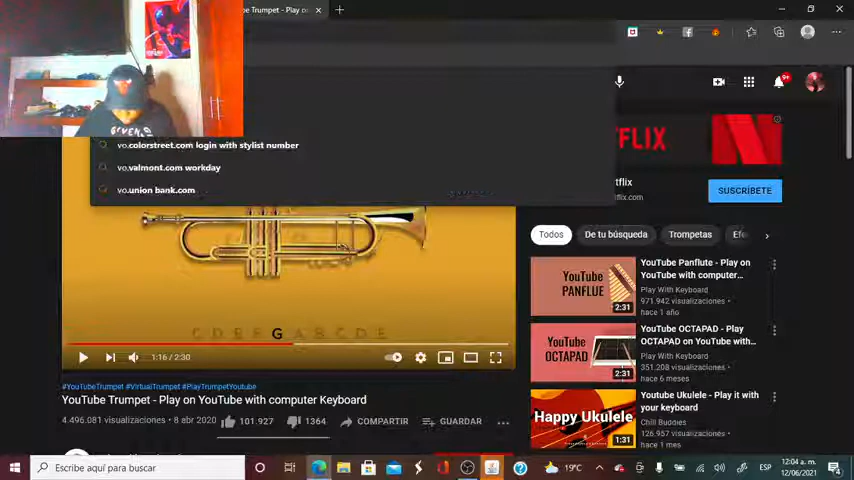 be Trumpet - Play o
GIVEN
vo.colorstreet.com login with stylist number
vo.valmont.com workday
vo.union bank.com
9+
TFLIX
tflix
flix.com
SUSCRÍBETE
Todos
De tu búsqueda
Trompetas
Efe
C D E F G A B C D E
1:16 / 2:30
YouTube
PANFLUE
2:31
YouTube Panflute - Play on
YouTube with computer...
Play With Keyboard
971.942 visualizaciones •
hace 1 año
YouTube
OCTAPAD
2:31
YouTube OCTAPAD - Play
OCTAPAD on YouTube with...
Play With Keyboard
351.208 visualizaciones •
hace 6 meses
Happy Ukulele
1:31
Youtube Ukulele - Play it with
your keyboard
Chill Buddies
126.957 visualizaciones •
hace 1 mes
#YouTubeTrumpet #VirtualTrumpet #PlayTrumpetYoutube
YouTube Trumpet - Play on YouTube with computer Keyboard
4.496.081 visualizaciones • 8 abr 2020
101.927
1364
COMPARTIR
GUARDAR
Escribe aquí para buscar
19°C
ESP
12:04 a. m.
12/06/2021
4